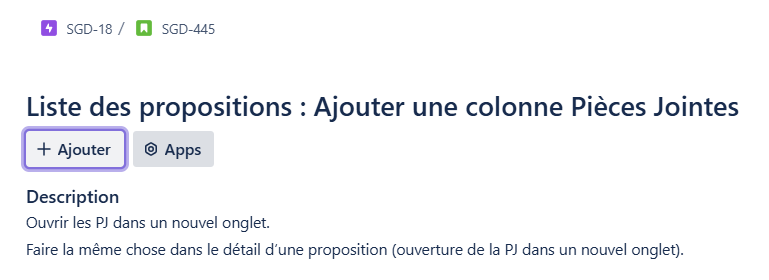 SGD-18 / SGD-445
Liste des propositions : Ajouter une colonne Pièces Jointes
+ Ajouter Apps
Description
Ouvrir les PJ dans un nouvel onglet.
Faire la même chose dans le détail d’une proposition (ouverture de la PJ dans un nouvel onglet).